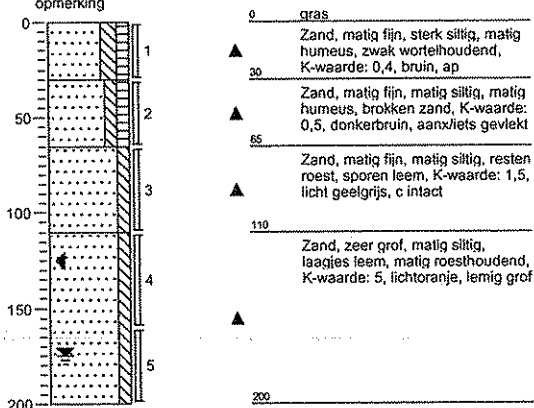 opmerking
0
50
100
150
200
1
2
3
4
5
0 gras
Zand, matig fijn, sterk siltig, matig
humeus, zwak wortelhoudend,
K-waarde: 0,4, bruin, ap
30
Zand, matig fijn, matig siltig, matig
humeus, brokken zand, K-waarde:
0,5, donkerbruin, aanx/iets gevlekt
65
Zand, matig fijn, matig siltig, resten
roest, sporen leem, K-waarde: 1,5,
licht geelgrijs, c intact
110
Zand, zeer grof, matig siltig,
laagjes leem, matig roesthoudend,
K-waarde: 5, lichtoranje, lemig grof
200